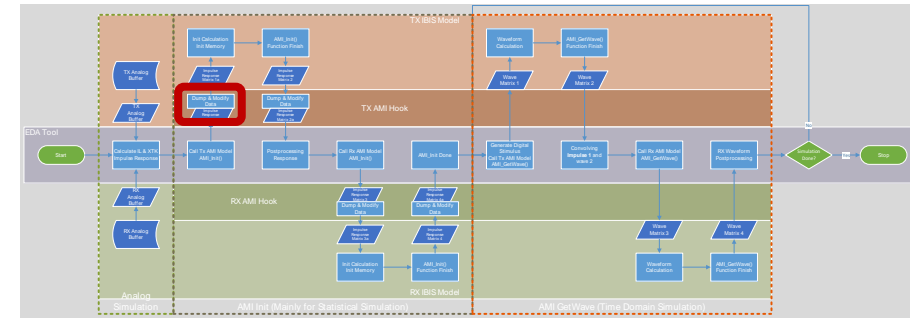 TX IBIS Model
Init Calculation
Init Memory
AMI_Init()
Function Finish
Waveform
Calculation
AMI_GetWave()
Function Finish
TX Analog
Buffer
Impulse
Response
Matrix 1a
Impulse
Response
Matrix 2
Wave
Matrix 1
Wave
Matrix 2
Dump & Modify
Data
Dump & Modify
Data
TX
Analog
Buffer
Impulse
Response
Impulse
Response
Matrix 2a
TX AMI Hook
No
EDA Tool
Start
Calculate IL & XTK
Impulse Response
Call Tx AMI Model
AMI_Init()
Postprocessing
Response
Call Rx AMI Model
AMI_Init()
AMI_Init Done
Generate Digital
Stimulus
Call Tx AMI Model
AMI_GetWave()
Convolving
Impulse 1 and
wave 2
Call Rx AMI Model
AMI_GetWave()
RX Waveform
Postprocessing
Simulation
Done?
Yes
Stop
RX
Analog
Buffer
RX AMI Hook
Impulse
Response
Impulse
Response
Matrix 4a
Dump & Modify
Data
Dump & Modify
Data
RX Analog
Buffer
Impulse
Response
Matrix 3a
Impulse
Response
Matrix 4
Wave
Matrix 3
Wave
Matrix 4
Init Calculation
Init Memory
AMI_Init()
Function Finish
Waveform
Calculation
AMI_GetWave()
Function Finish
RX IBIS Model
Analog
Simulation
AMI Init (Mainly for Statistical Simulation)
AMI GetWave (Time Domain Simulation)